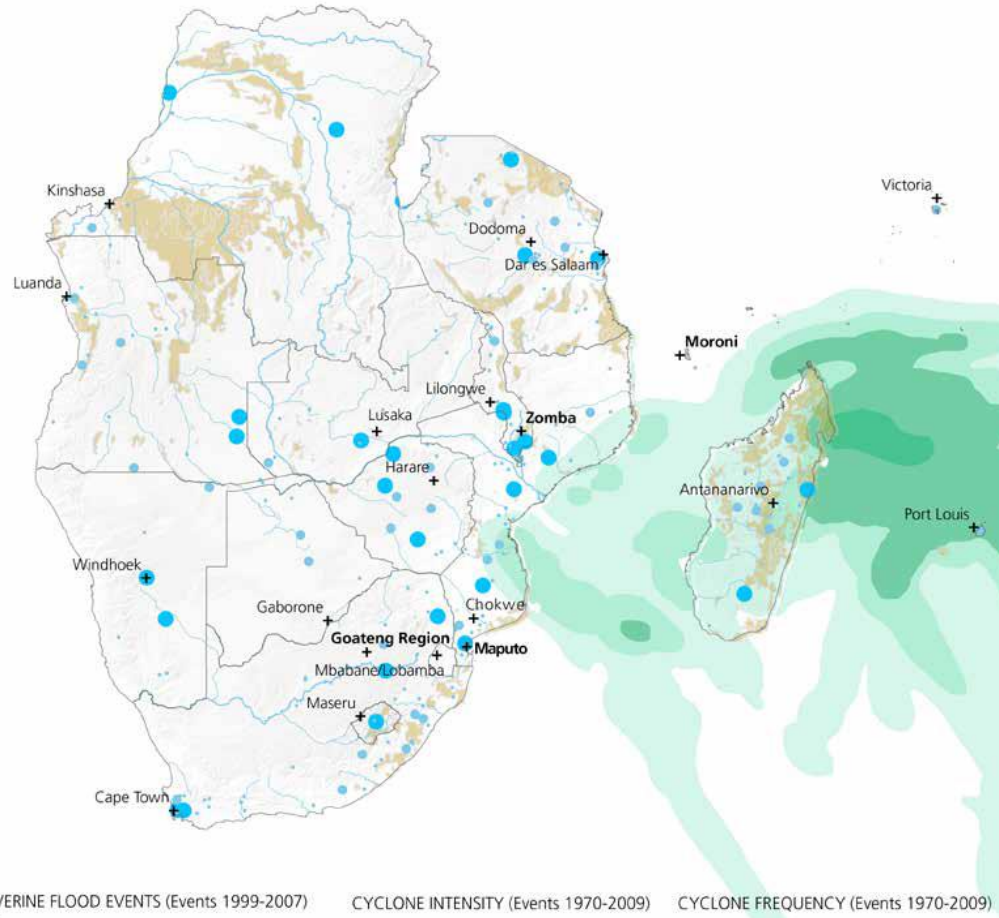 Kinshasa
Victoria
Dodoma
Dar es Salaam
Luanda
Moroni
Lilongwe
Zomba
Lusaka
Harare
Antananarivo
Port Louis
Windhoek
Gaborone
Chokwe
Goateng Region
Maputo
Mbabane/Lobamba
Maseru
Cape Town
VERINE FLOOD EVENTS (Events 1999-2007)
CYCLONE INTENSITY (Events 1970-2009)
CYCLONE FREQUENCY (Events 1970-2009)